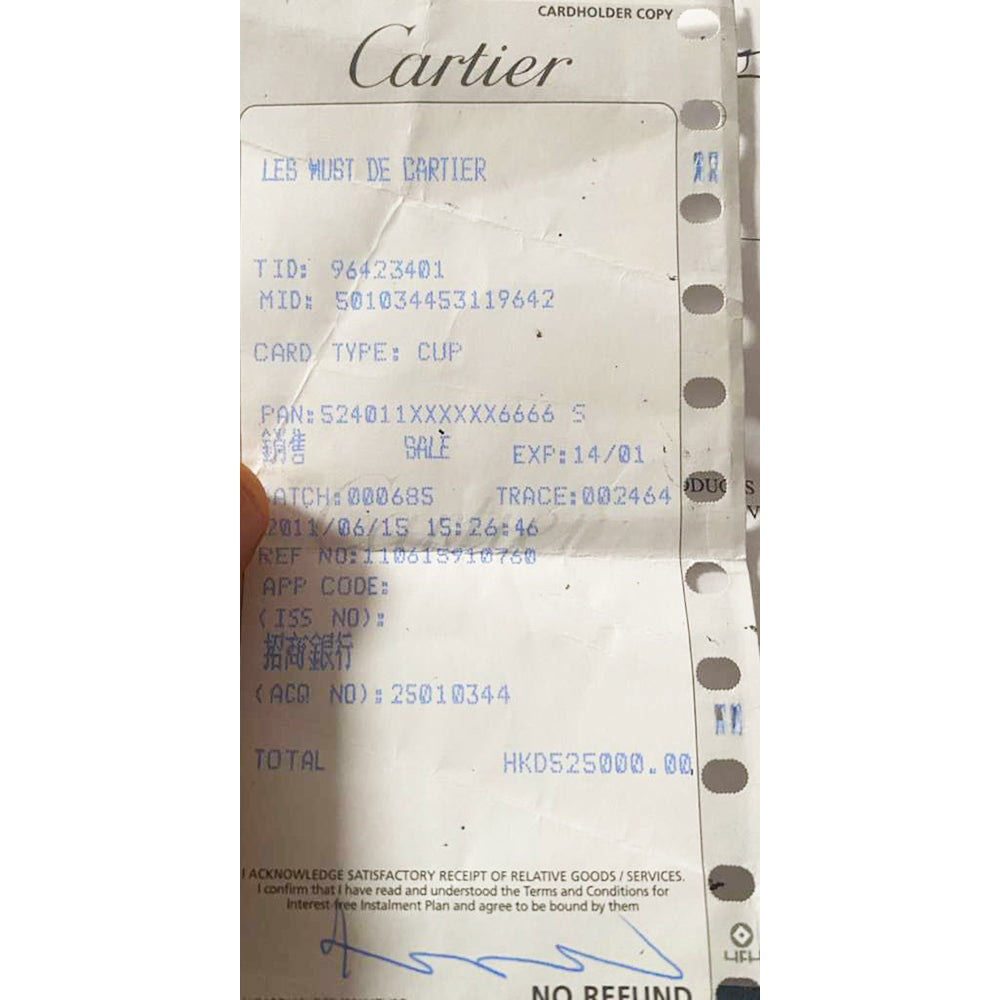 CARDHOLDER COPY
Cartier
LES MUST DE CARTIER
TID: 96423401
MID: 501034453119642
CARD TYPE: CUP
PAN:524011XXXXXX6666 S
銷售 SALE EXP:14/01
ATCH:000685 TRACE:002464
2011/06/15 15:26:46
REF NO:110615910760
APP CODE:
(ISS NO):
招商銀行
(ACQ NO):25010344
TOTAL HKD525000.00
I ACKNOWLEDGE SATISFACTORY RECEIPT OF RELATIVE GOODS / SERVICES.
I confirm that I have read and understood the Terms and Conditions for
Interest-free Instalment Plan and agree to be bound by them
NO REFUND